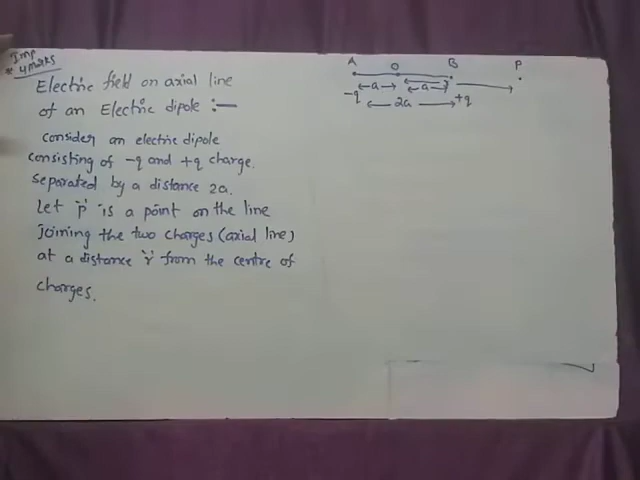 Imp
* 4 Marks
Electric field on axial line
of an Electric dipole :—
consider an electric dipole
consisting of -q and +q charge.
separated by a distance 2a.
Let 'p' is a point on the line
joining the two charges (axial line)
at a distance 'r' from the centre of
charges.
A O B P
a a
-q 2a +q